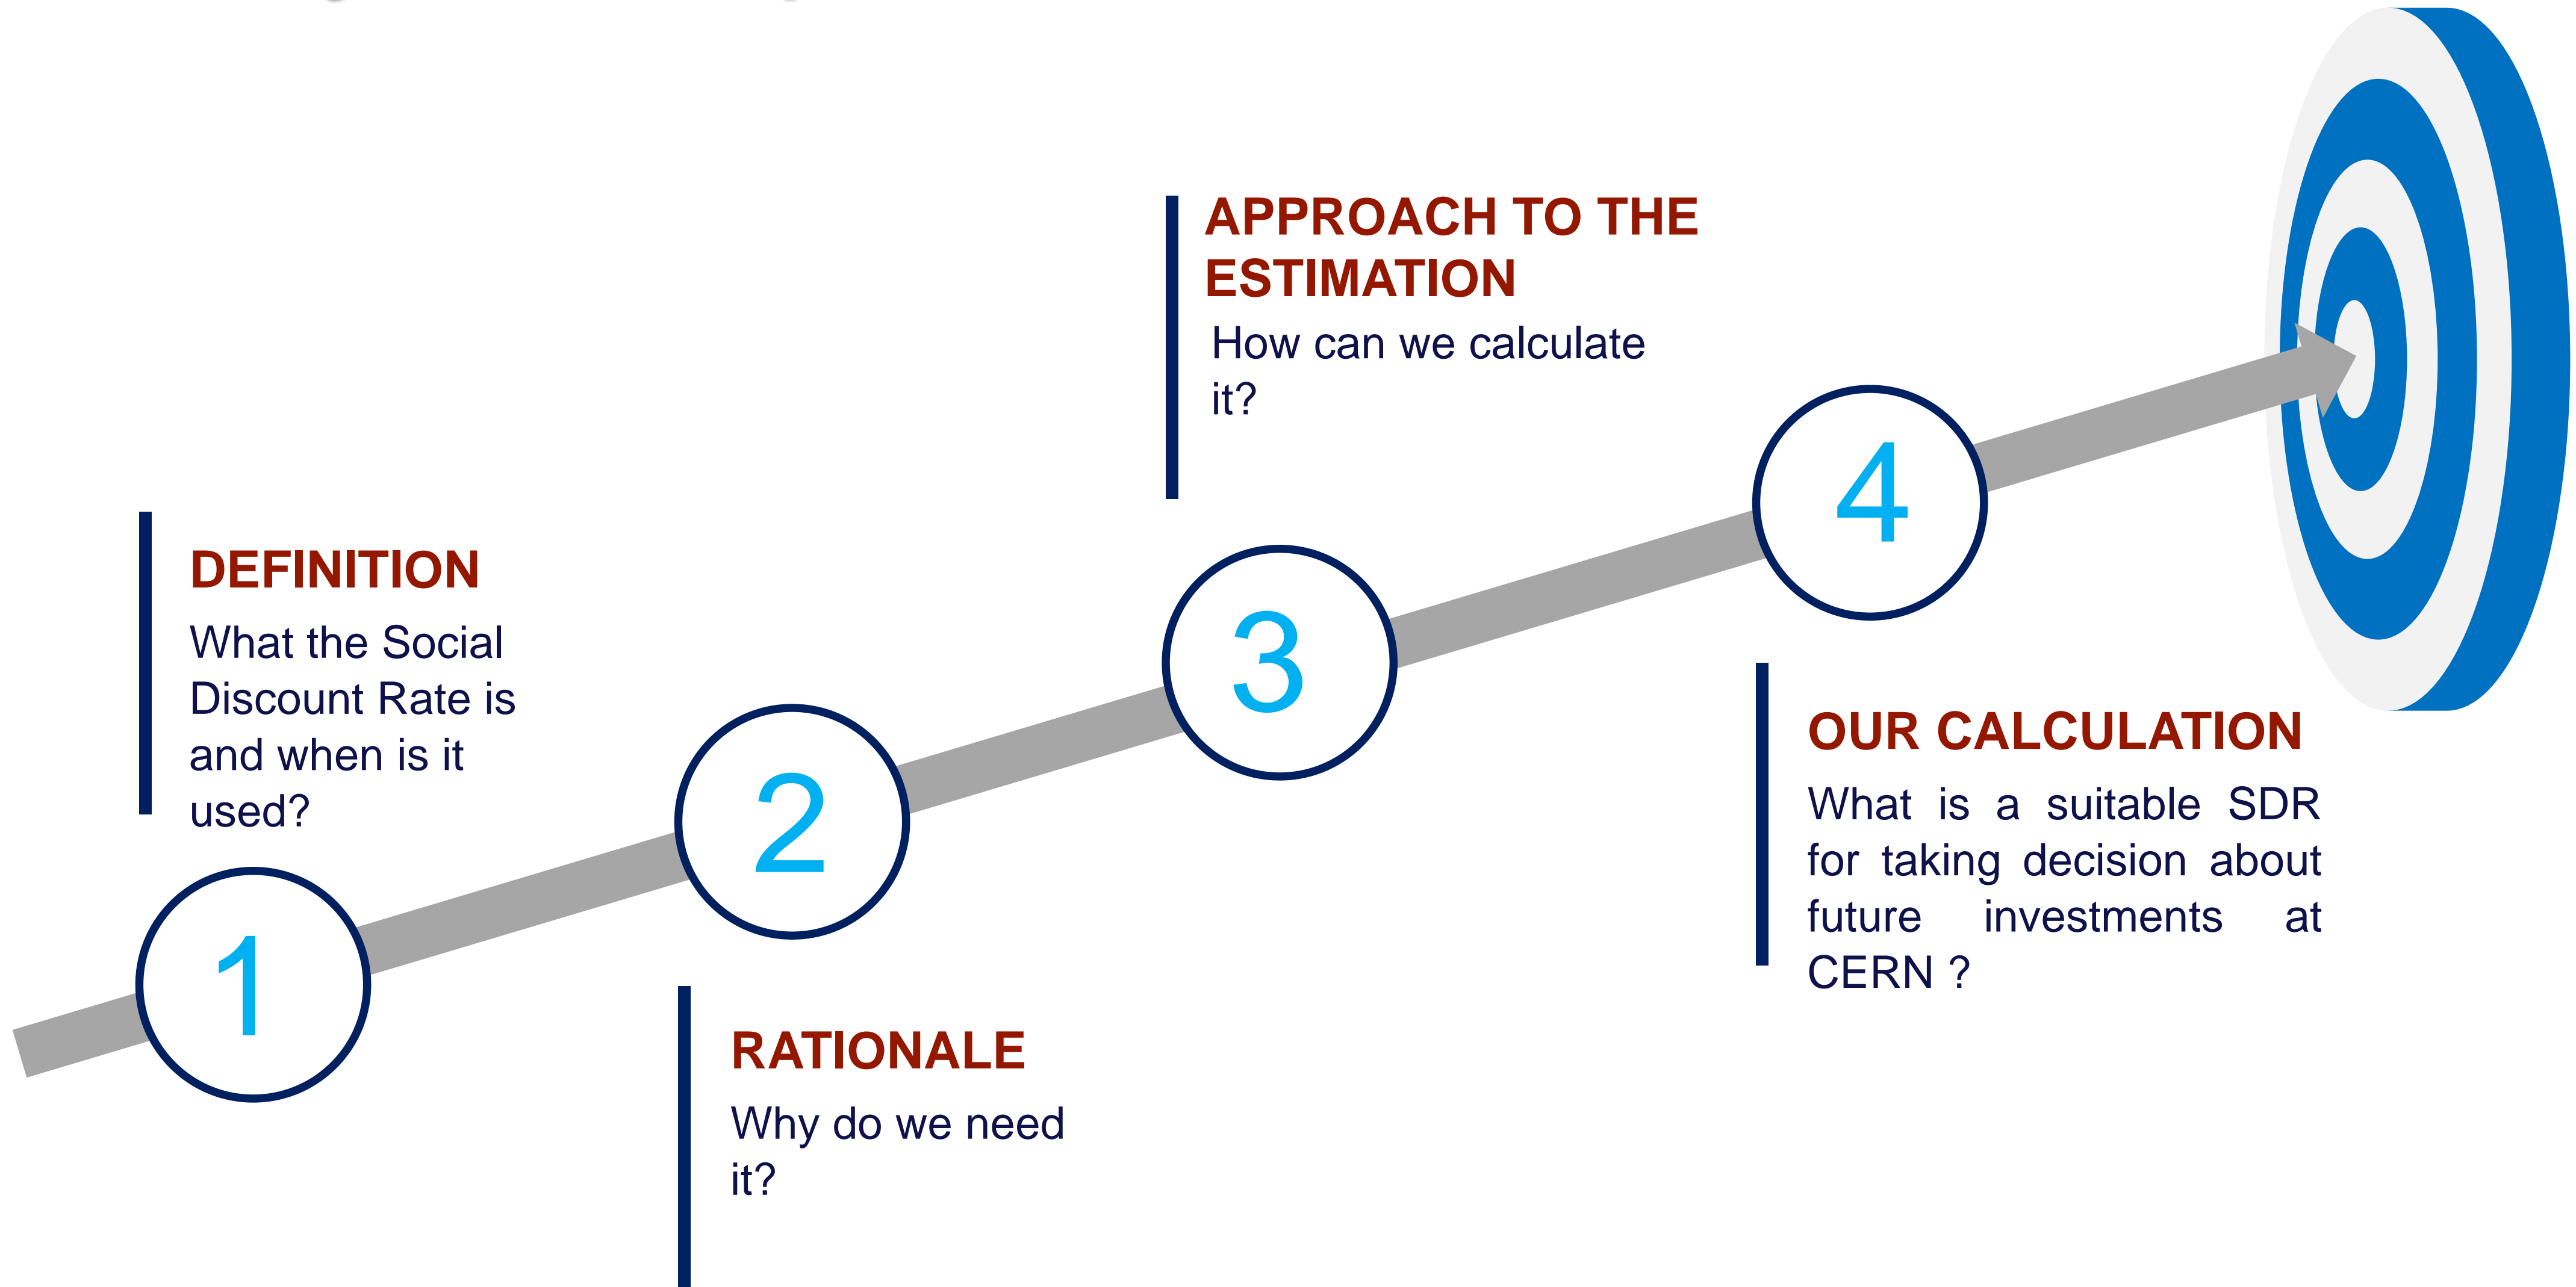 APPROACH TO THE
ESTIMATION
How can we calculate
it?
4
DEFINITION
What the Social
Discount Rate is
and when is it
used?
3
OUR CALCULATION
What is a suitable SDR
for taking decision about
future investments at
CERN ?
2
1
RATIONALE
Why do we need
it?